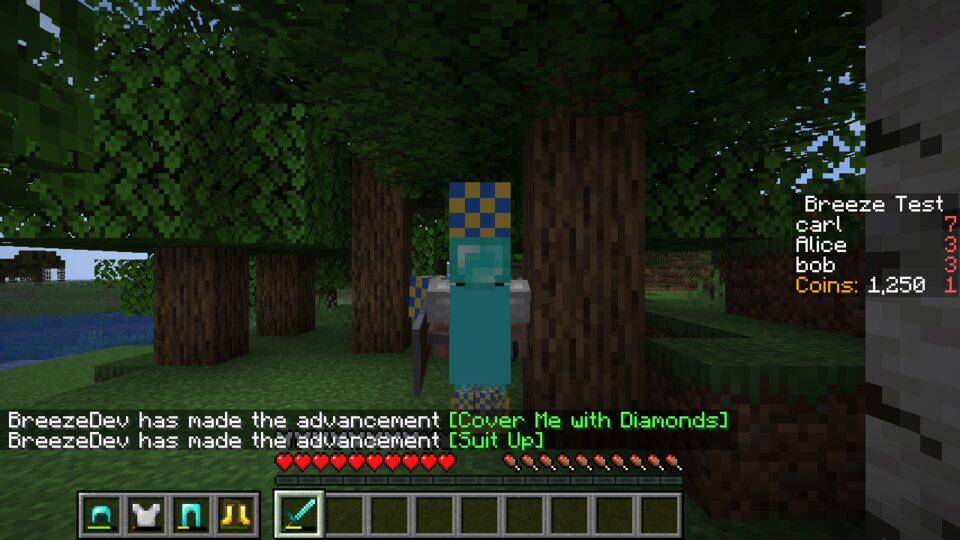 Breeze Test
carl 7
Alice 3
bob 3
Coins: 1,250 1
BreezeDev has made the advancement [Cover Me with Diamonds]
BreezeDev has made the advancement [Suit Up]